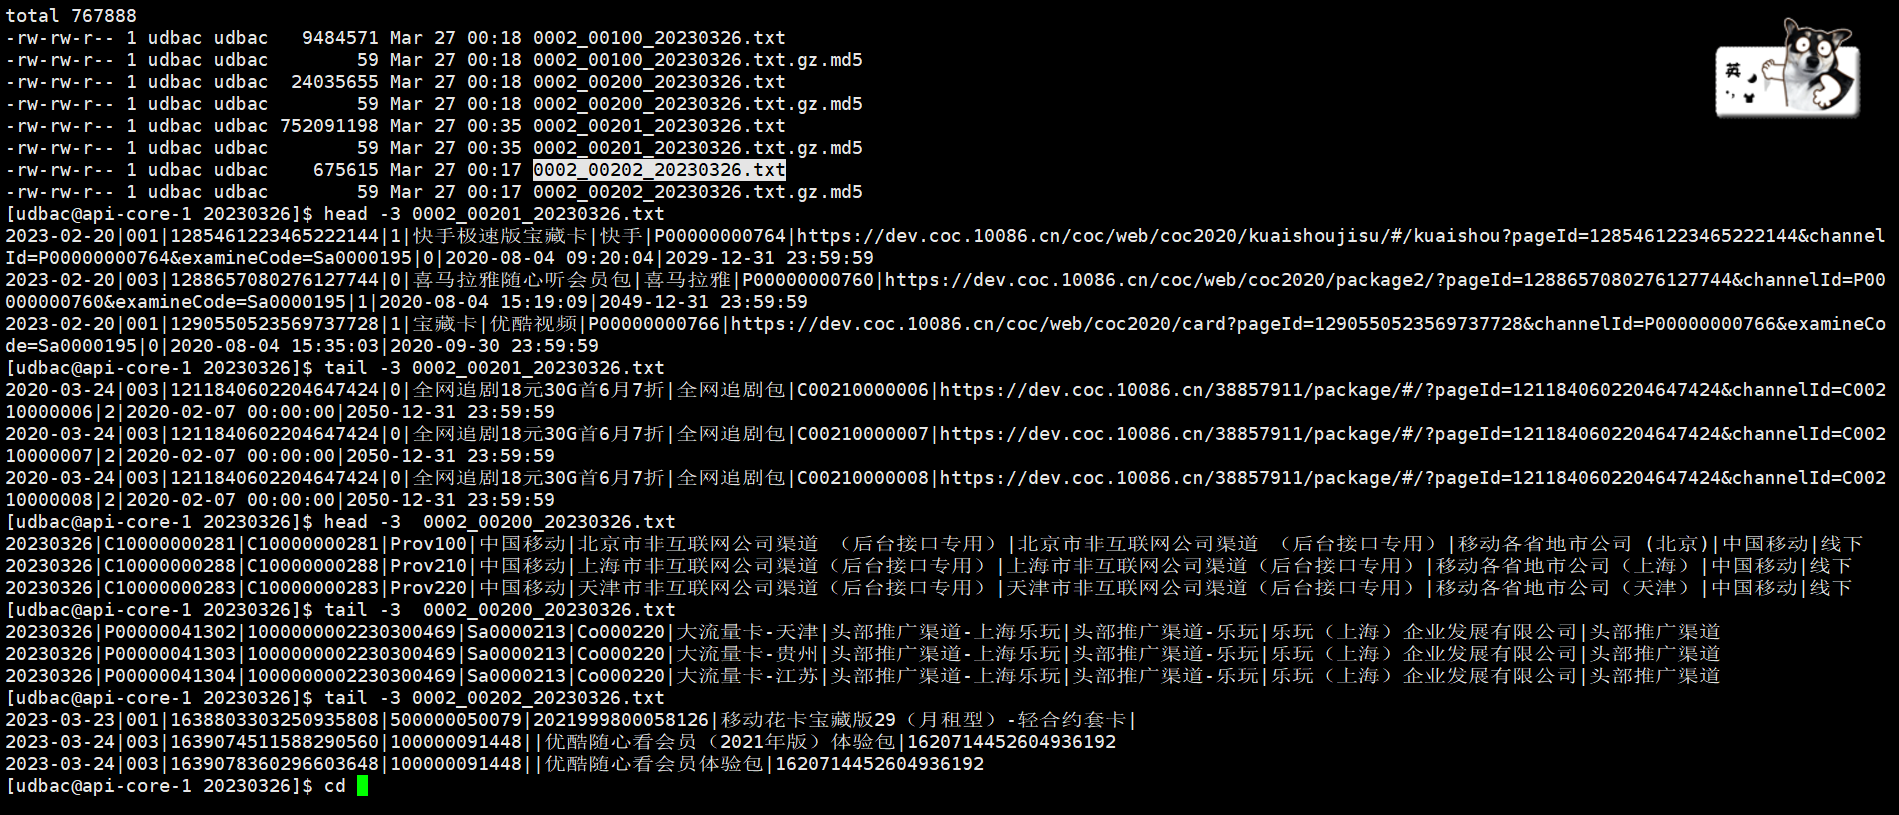 total 767888
-rw-rw-r-- 1 udbac udbac   9484571 Mar 27 00:18 0002_00100_20230326.txt
-rw-rw-r-- 1 udbac udbac        59 Mar 27 00:18 0002_00100_20230326.txt.gz.md5
-rw-rw-r-- 1 udbac udbac  24035655 Mar 27 00:18 0002_00200_20230326.txt
-rw-rw-r-- 1 udbac udbac        59 Mar 27 00:18 0002_00200_20230326.txt.gz.md5
-rw-rw-r-- 1 udbac udbac 752091198 Mar 27 00:35 0002_00201_20230326.txt
-rw-rw-r-- 1 udbac udbac        59 Mar 27 00:35 0002_00201_20230326.txt.gz.md5
-rw-rw-r-- 1 udbac udbac    675615 Mar 27 00:17 0002_00202_20230326.txt
-rw-rw-r-- 1 udbac udbac        59 Mar 27 00:17 0002_00202_20230326.txt.gz.md5
英
[udbac@api-core-1 20230326]$ head -3 0002_00201_20230326.txt
2023-02-20|001|1285461223465222144|1|快手极速版宝藏卡|快手|P00000000764|https://dev.coc.10086.cn/coc/web/coc2020/kuaishoujisu/#/kuaishou?pageId=1285461223465222144&channel
Id=P00000000764&examineCode=Sa0000195|0|2020-08-04 09:20:04|2029-12-31 23:59:59
2023-02-20|003|1288657080276127744|0|喜马拉雅随心听会员包|喜马拉雅|P00000000760|https://dev.coc.10086.cn/coc/web/coc2020/package2/?pageId=1288657080276127744&channelId=P00
000000760&examineCode=Sa0000195|1|2020-08-04 15:19:09|2049-12-31 23:59:59
2023-02-20|001|1290550523569737728|1|宝藏卡|优酷视频|P00000000766|https://dev.coc.10086.cn/coc/web/coc2020/card?pageId=1290550523569737728&channelId=P00000000766&examineCo
de=Sa0000195|0|2020-08-04 15:35:03|2020-09-30 23:59:59
[udbac@api-core-1 20230326]$ tail -3 0002_00201_20230326.txt
2020-03-24|003|1211840602204647424|0|全网追剧18元30G首6月7折|全网追剧包|C00210000006|https://dev.coc.10086.cn/38857911/package/#/?pageId=1211840602204647424&channelId=C002
10000006|2|2020-02-07 00:00:00|2050-12-31 23:59:59
2020-03-24|003|1211840602204647424|0|全网追剧18元30G首6月7折|全网追剧包|C00210000007|https://dev.coc.10086.cn/38857911/package/#/?pageId=1211840602204647424&channelId=C002
10000007|2|2020-02-07 00:00:00|2050-12-31 23:59:59
2020-03-24|003|1211840602204647424|0|全网追剧18元30G首6月7折|全网追剧包|C00210000008|https://dev.coc.10086.cn/38857911/package/#/?pageId=1211840602204647424&channelId=C002
10000008|2|2020-02-07 00:00:00|2050-12-31 23:59:59
[udbac@api-core-1 20230326]$ head -3  0002_00200_20230326.txt
20230326|C10000000281|C10000000281|Prov100|中国移动|北京市非互联网公司渠道 （后台接口专用）|北京市非互联网公司渠道 （后台接口专用）|移动各省地市公司 (北京)|中国移动|线下
20230326|C10000000288|C10000000288|Prov210|中国移动|上海市非互联网公司渠道（后台接口专用）|上海市非互联网公司渠道（后台接口专用）|移动各省地市公司（上海）|中国移动|线下
20230326|C10000000283|C10000000283|Prov220|中国移动|天津市非互联网公司渠道（后台接口专用）|天津市非互联网公司渠道（后台接口专用）|移动各省地市公司（天津）|中国移动|线下
[udbac@api-core-1 20230326]$ tail -3  0002_00200_20230326.txt
20230326|P00000041302|1000000002230300469|Sa0000213|Co000220|大流量卡-天津|头部推广渠道-上海乐玩|头部推广渠道-乐玩|乐玩（上海）企业发展有限公司|头部推广渠道
20230326|P00000041303|1000000002230300469|Sa0000213|Co000220|大流量卡-贵州|头部推广渠道-上海乐玩|头部推广渠道-乐玩|乐玩（上海）企业发展有限公司|头部推广渠道
20230326|P00000041304|1000000002230300469|Sa0000213|Co000220|大流量卡-江苏|头部推广渠道-上海乐玩|头部推广渠道-乐玩|乐玩（上海）企业发展有限公司|头部推广渠道
[udbac@api-core-1 20230326]$ tail -3 0002_00202_20230326.txt
2023-03-23|001|1638803303250935808|500000050079|2021999800058126|移动花卡宝藏版29（月租型）-轻合约套卡|
2023-03-24|003|1639074511588290560|100000091448||优酷随心看会员（2021年版）体验包|1620714452604936192
2023-03-24|003|1639078360296603648|100000091448||优酷随心看会员体验包|1620714452604936192
[udbac@api-core-1 20230326]$ cd